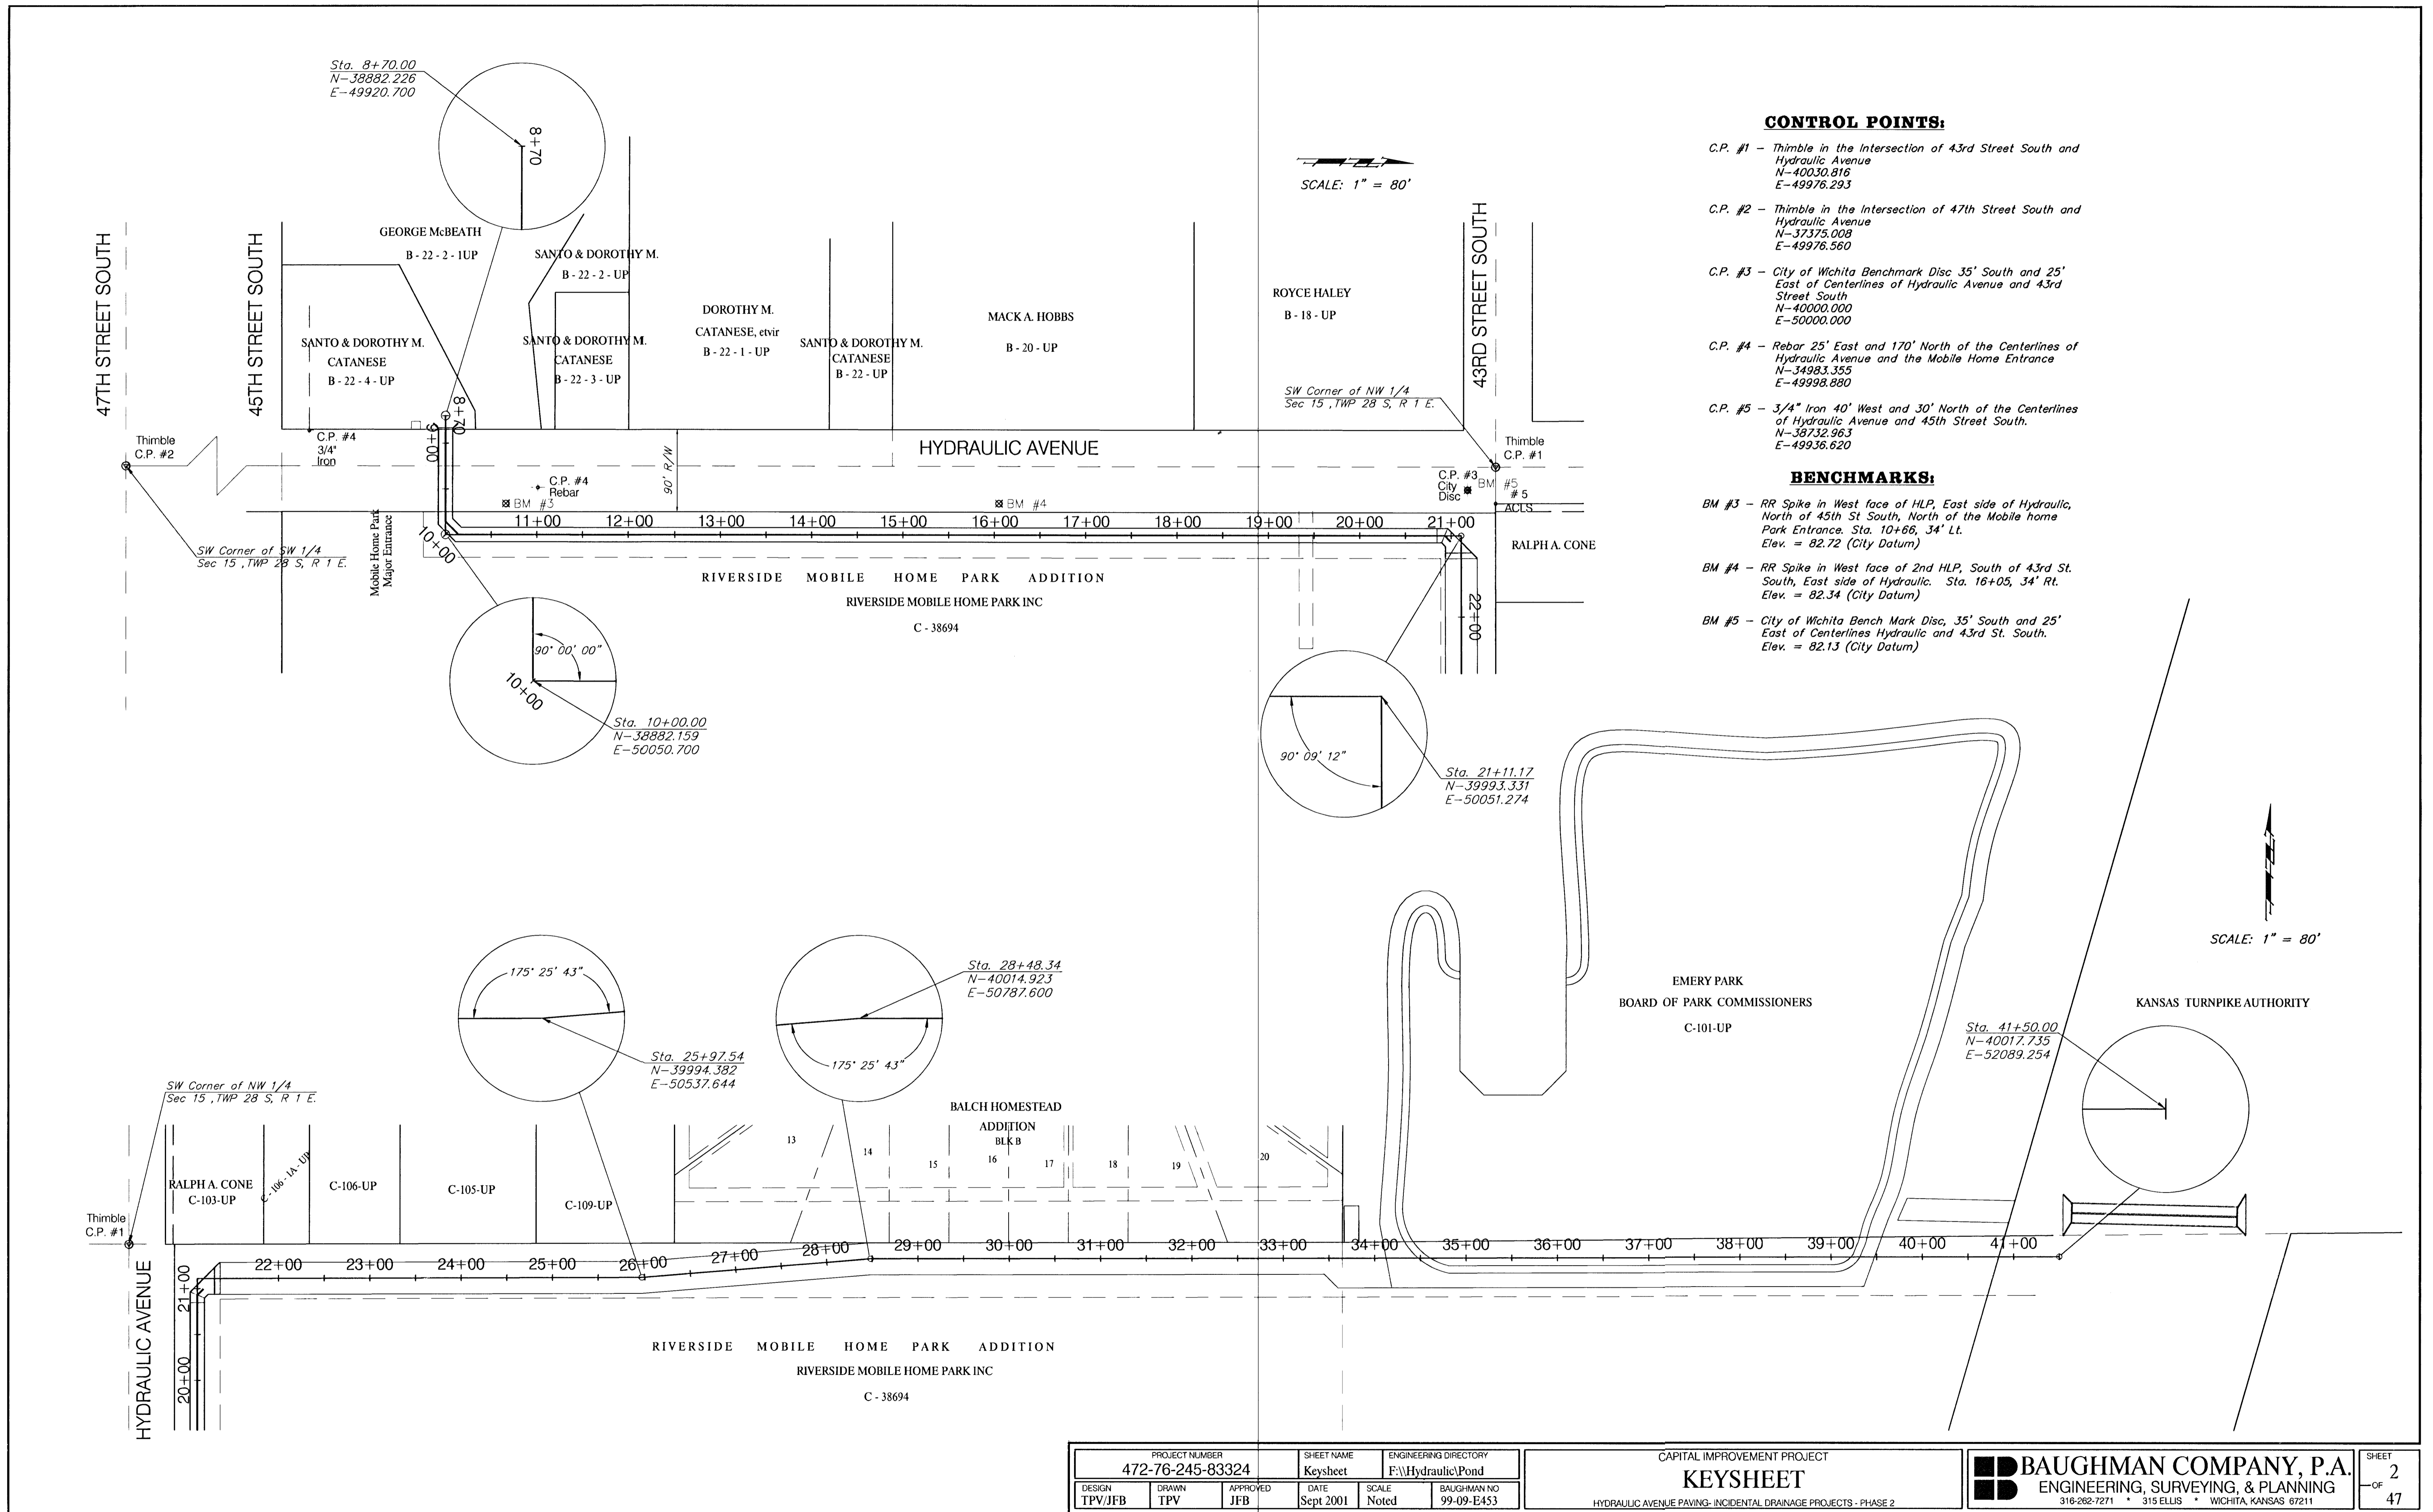 Sta. 8+70.00
N-38882.226
E-49920.700
8+70
SCALE: 1" = 80'
47TH STREET SOUTH
45TH STREET SOUTH
43RD STREET SOUTH
GEORGE McBEATH
B - 22 - 2 - 1UP
SANTO & DOROTHY M.
B - 22 - 2 - UP
SANTO & DOROTHY M.
CATANESE
B - 22 - 4 - UP
SANTO & DOROTHY M.
CATANESE
B - 22 - 3 - UP
DOROTHY M.
CATANESE, etvir
B - 22 - 1 - UP
SANTO & DOROTHY M.
CATANESE
B - 22 - UP
MACK A. HOBBS
B - 20 - UP
ROYCE HALEY
B - 18 - UP
SW Corner of NW 1/4
Sec 15 ,TWP 28 S, R 1 E.
Thimble
C.P. #2
C.P. #4
3/4"
Iron
8+70
9+00
C.P. #4
Rebar
BM #3
90' R/W
HYDRAULIC AVENUE
BM #4
C.P. #3
City
Disc
BM #5
Thimble
C.P. #1
# 5
ACLS
SW Corner of SW 1/4
Sec 15 ,TWP 28 S, R 1 E.
Mobile Home Park
Major Entrance
10+00
11+00 12+00 13+00 14+00 15+00 16+00 17+00 18+00 19+00 20+00 21+00
22+00
RALPH A. CONE
RIVERSIDE MOBILE HOME PARK ADDITION
RIVERSIDE MOBILE HOME PARK INC
C - 38694
90° 00' 00"
10+00
Sta. 10+00.00
N-38882.159
E-50050.700
90° 09' 12"
Sta. 21+11.17
N-39993.331
E-50051.274
CONTROL POINTS:
C.P. #1 - Thimble in the Intersection of 43rd Street South and
Hydraulic Avenue
N-40030.816
E-49976.293
C.P. #2 - Thimble in the Intersection of 47th Street South and
Hydraulic Avenue
N-37375.008
E-49976.560
C.P. #3 - City of Wichita Benchmark Disc 35' South and 25'
East of Centerlines of Hydraulic Avenue and 43rd
Street South
N-40000.000
E-50000.000
C.P. #4 - Rebar 25' East and 170' North of the Centerlines of
Hydraulic Avenue and the Mobile Home Entrance
N-34983.355
E-49998.880
C.P. #5 - 3/4" Iron 40' West and 30' North of the Centerlines
of Hydraulic Avenue and 45th Street South.
N-38732.963
E-49936.620
BENCHMARKS:
BM #3 - RR Spike in West face of HLP, East side of Hydraulic,
North of 45th St South, North of the Mobile home
Park Entrance. Sta. 10+66, 34' Lt.
Elev. = 82.72 (City Datum)
BM #4 - RR Spike in West face of 2nd HLP, South of 43rd St.
South, East side of Hydraulic. Sta. 16+05, 34' Rt.
Elev. = 82.34 (City Datum)
BM #5 - City of Wichita Bench Mark Disc, 35' South and 25'
East of Centerlines Hydraulic and 43rd St. South.
Elev. = 82.13 (City Datum)
SCALE: 1" = 80'
175° 25' 43"
Sta. 25+97.54
N-39994.382
E-50537.644
175° 25' 43"
Sta. 28+48.34
N-40014.923
E-50787.600
EMERY PARK
BOARD OF PARK COMMISSIONERS
C-101-UP
KANSAS TURNPIKE AUTHORITY
Sta. 41+50.00
N-40017.735
E-52089.254
SW Corner of NW 1/4
Sec 15 ,TWP 28 S, R 1 E.
Thimble
C.P. #1
RALPH A. CONE
C-103-UP
C - 106 - 1A - UP
C-106-UP
C-105-UP
C-109-UP
BALCH HOMESTEAD
ADDITION
BLK B
13 14 15 16 17 18 19 20
22+00 23+00 24+00 25+00 26+00 27+00 28+00 29+00 30+00 31+00 32+00 33+00 34+00 35+00 36+00 37+00 38+00 39+00 40+00 41+00
21+00
20+00
HYDRAULIC AVENUE
RIVERSIDE MOBILE HOME PARK ADDITION
RIVERSIDE MOBILE HOME PARK INC
C - 38694
PROJECT NUMBER
472-76-245-83324
SHEET NAME
Keysheet
ENGINEERING DIRECTORY
F:\\Hydraulic\Pond
DESIGN
TPV/JFB
DRAWN
TPV
APPROVED
JFB
DATE
Sept 2001
SCALE
Noted
BAUGHMAN NO
99-09-E453
CAPITAL IMPROVEMENT PROJECT
KEYSHEET
HYDRAULIC AVENUE PAVING- INCIDENTAL DRAINAGE PROJECTS - PHASE 2
BAUGHMAN COMPANY, P.A.
ENGINEERING, SURVEYING, & PLANNING
316-262-7271 * 315 ELLIS * WICHITA, KANSAS 67211
SHEET
2
OF
47